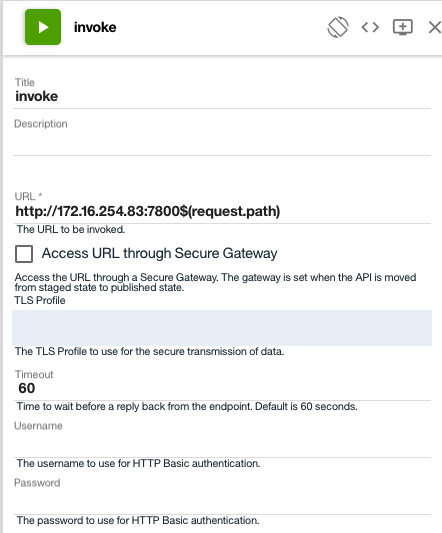 invoke
Title
invoke
Description
URL *
http://172.16.254.83:7800$(request.path)
The URL to be invoked.
Access URL through Secure Gateway
Access the URL through a Secure Gateway. The gateway is set when the API is moved
from staged state to published state.
TLS Profile
The TLS Profile to use for the secure transmission of data.
Timeout
60
Time to wait before a reply back from the endpoint. Default is 60 seconds.
Username
The username to use for HTTP Basic authentication.
Password
The password to use for HTTP Basic authentication.